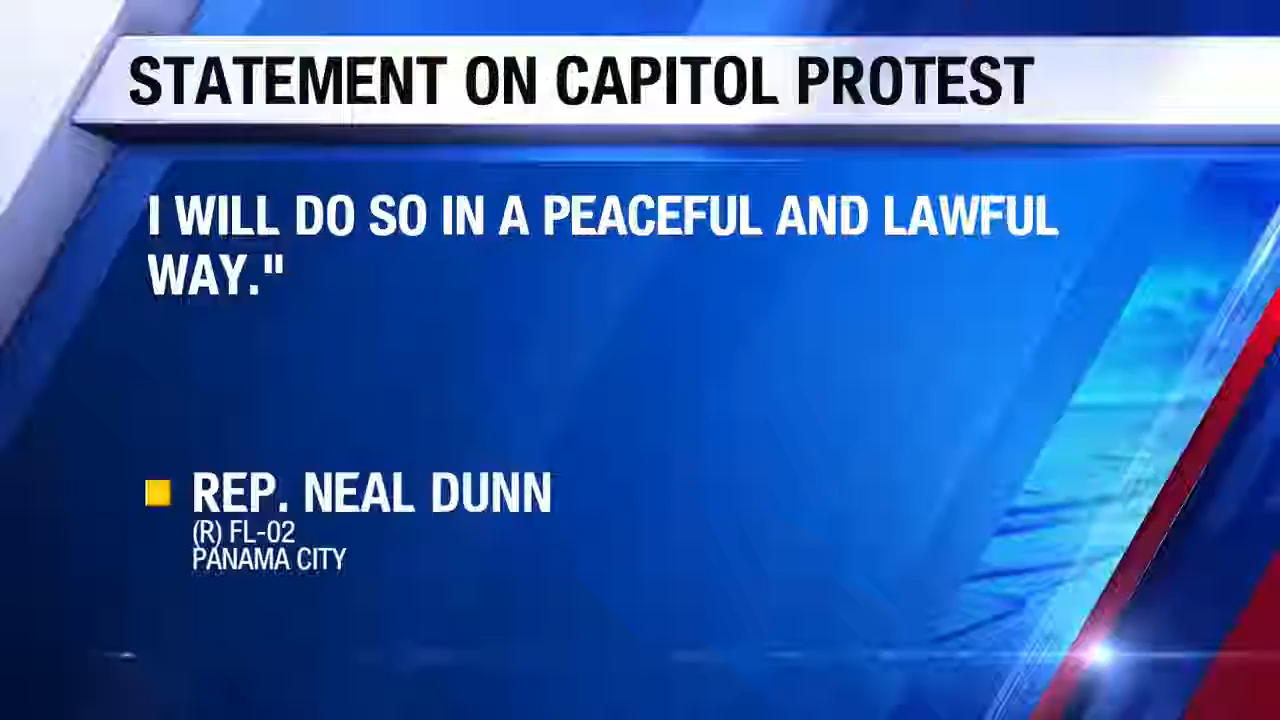 STATEMENT ON CAPITOL PROTEST
I WILL DO SO IN A PEACEFUL AND LAWFUL
WAY."
REP. NEAL DUNN
(R) FL-02
PANAMA CITY